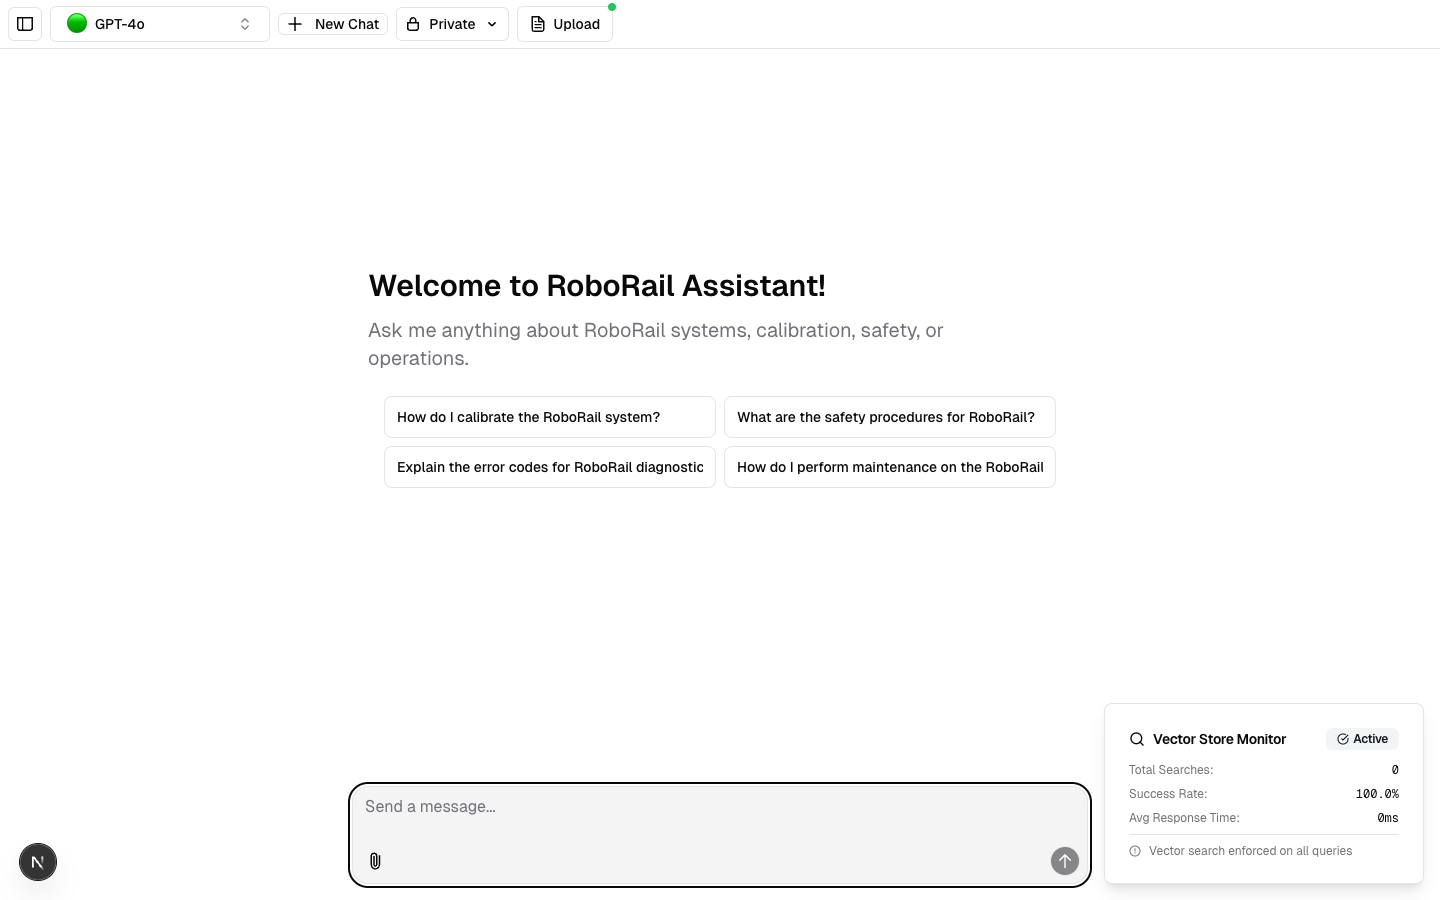 GPT-4o
New Chat
Private
Upload
Welcome to RoboRail Assistant!
Ask me anything about RoboRail systems, calibration, safety, or
operations.
How do I calibrate the RoboRail system?
What are the safety procedures for RoboRail?
Explain the error codes for RoboRail diagnostic
How do I perform maintenance on the RoboRail
Vector Store Monitor
Active
Total Searches: 0
Success Rate: 100.0%
Avg Response Time: 0ms
Vector search enforced on all queries
Send a message...
N